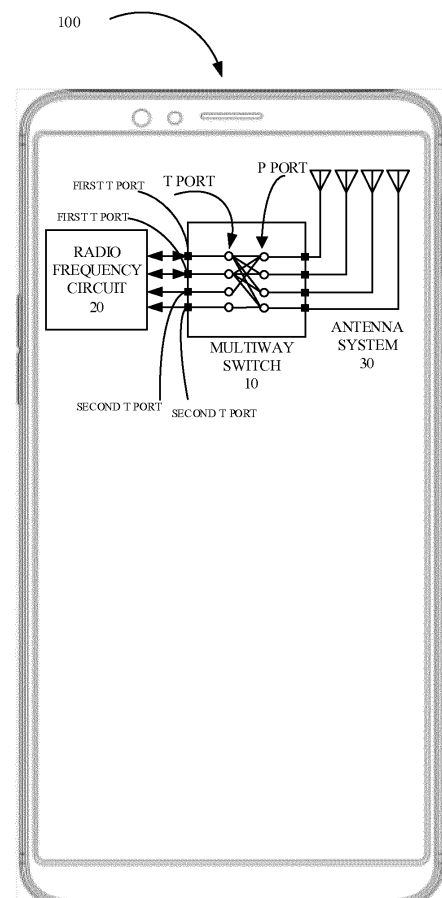 100
FIRST T PORT
T PORT
P PORT
FIRST T PORT
RADIO
FREQUENCY
CIRCUIT
20
MULTIWAY
SWITCH
10
ANTENNA
SYSTEM
30
SECOND T PORT
SECOND T PORT